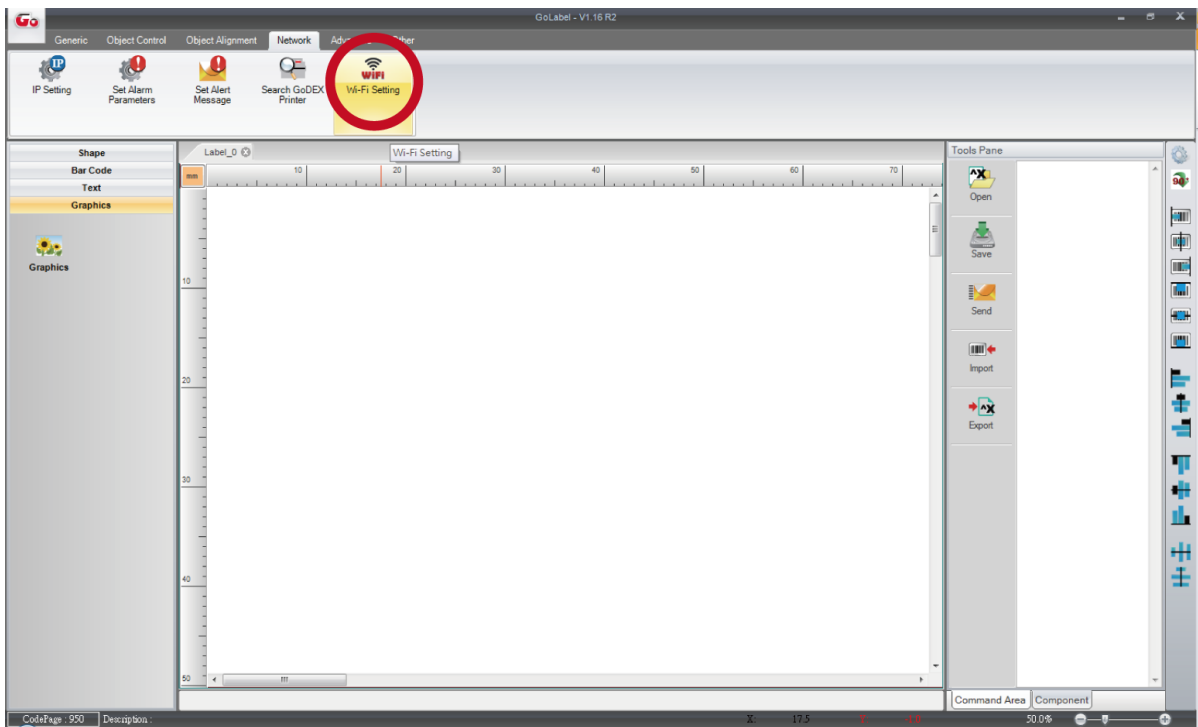 GoLabel - V1.16 R2
Go
Generic Object Control Object Alignment Network
IP WiFi
IP Setting Set Alarm Parameters Set Alert Message Search GoDEX Printer Wi-Fi Setting
Shape
Bar Code
Text
Graphics
Graphics
Label_0
Wi-Fi Setting
mm 10 20 30 40 50 60 70
10
20
30
40
50
Tools Pane
Open
Save
Send
Import
Export
90
Command Area Component
CodePage : 950 Description : X: 17.5 50.0%